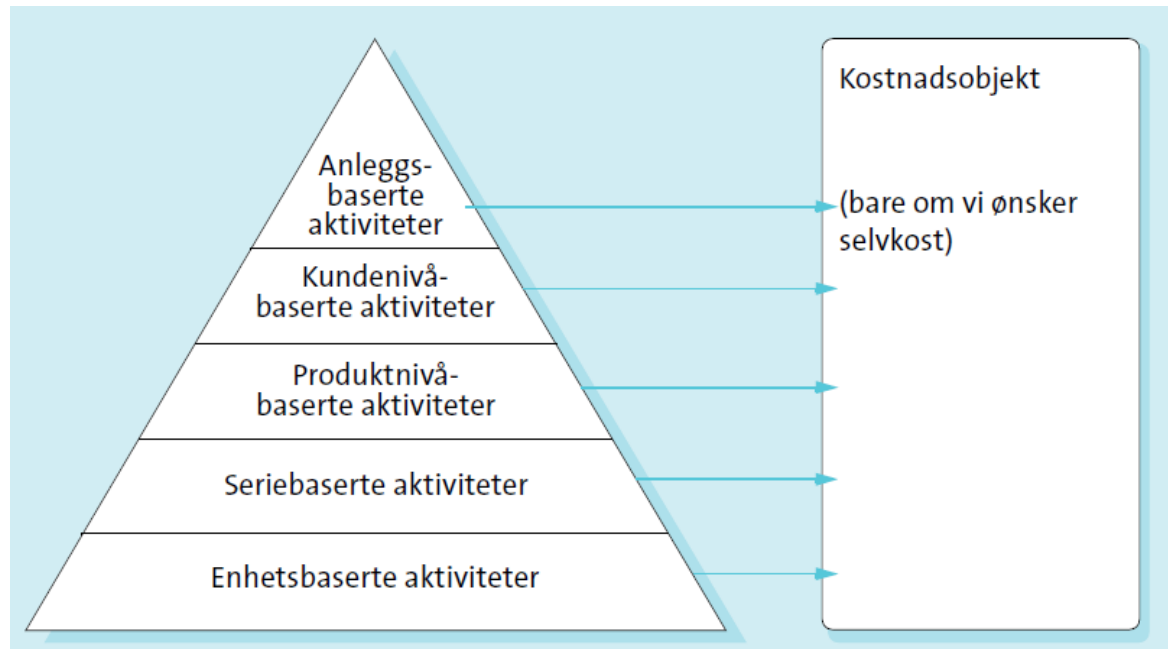 Anleggs-
baserte
aktiviteter
Kundenivå-
baserte aktiviteter
Produktnivå-
baserte aktiviteter
Seriebaserte aktiviteter
Enhetsbaserte aktiviteter
Kostnadsobjekt
(bare om vi ønsker
selvkost)